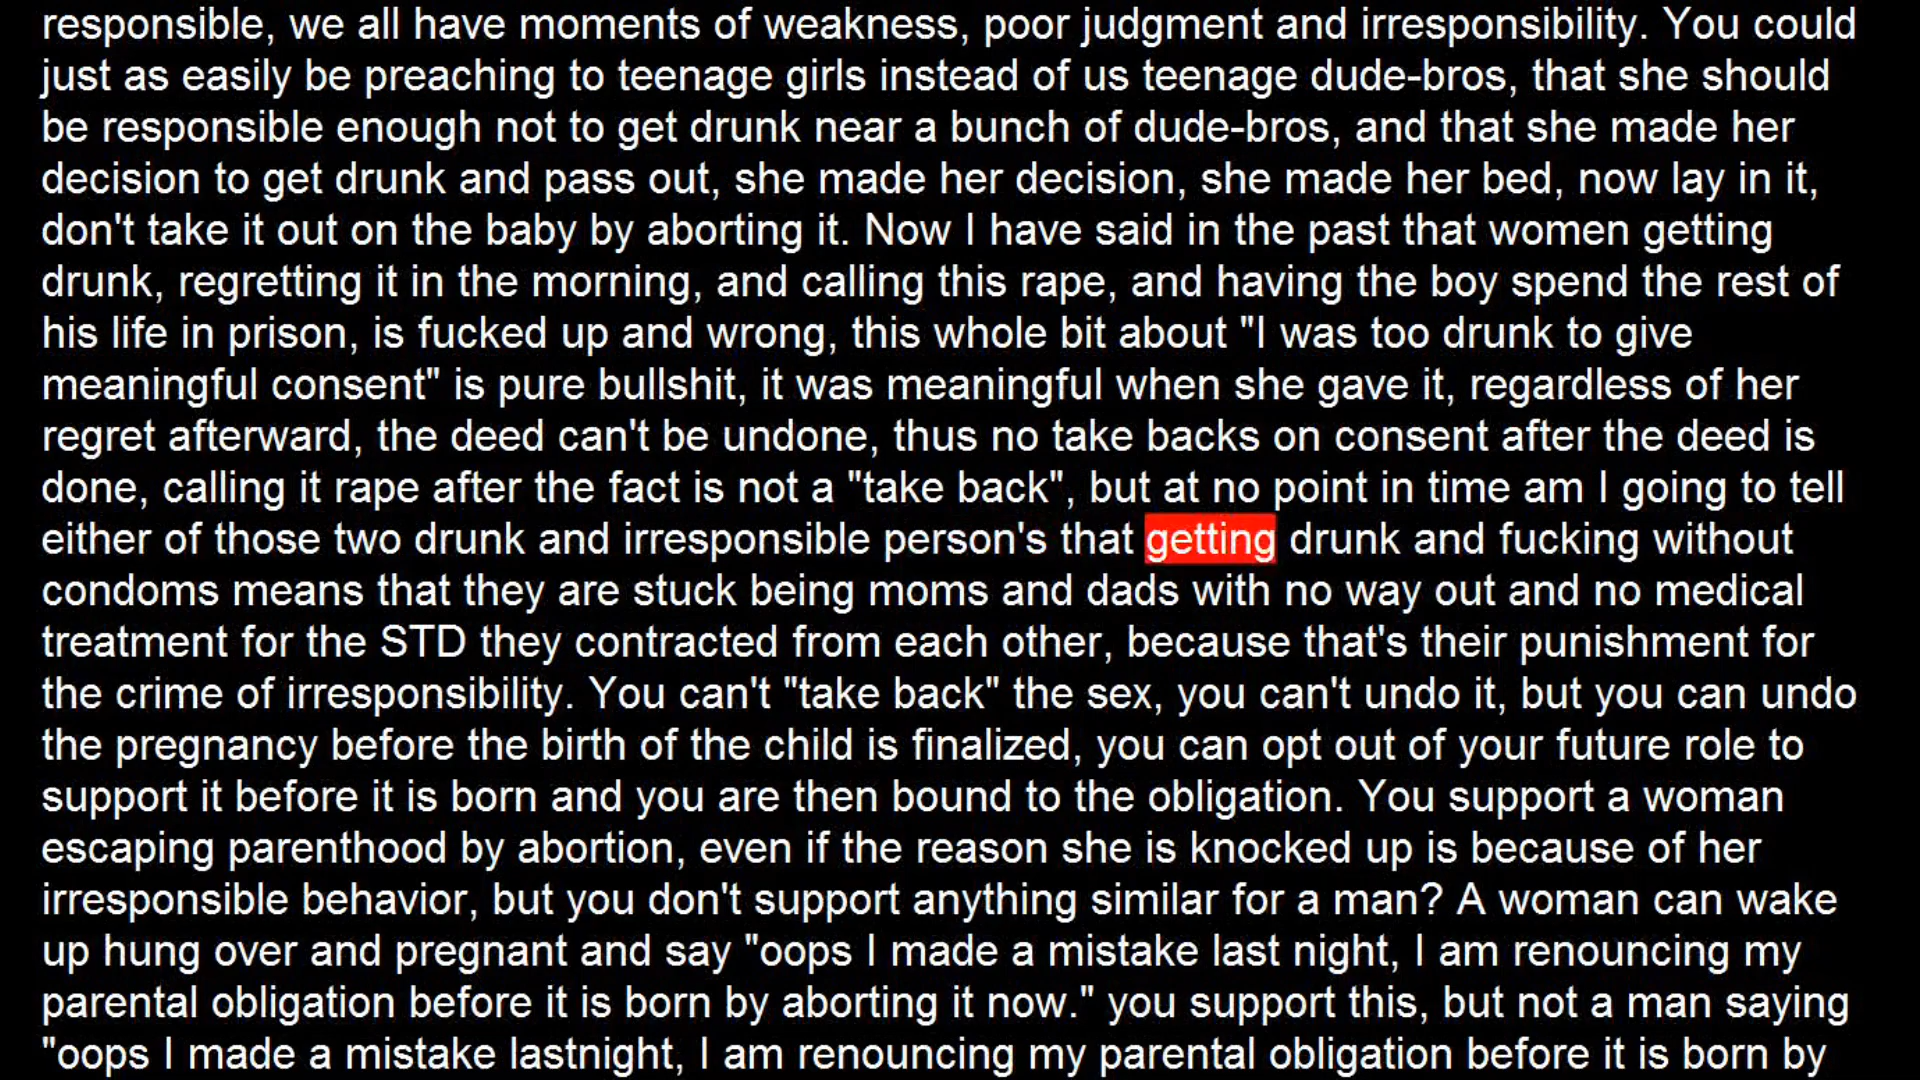 responsible, we all have moments of weakness, poor judgment and irresponsibility. You could
just as easily be preaching to teenage girls instead of us teenage dude-bros, that she should
be responsible enough not to get drunk near a bunch of dude-bros, and that she made her
decision to get drunk and pass out, she made her decision, she made her bed, now lay in it,
don't take it out on the baby by aborting it. Now I have said in the past that women getting
drunk, regretting it in the morning, and calling this rape, and having the boy spend the rest of
his life in prison, is fucked up and wrong, this whole bit about "I was too drunk to give
meaningful consent" is pure bullshit, it was meaningful when she gave it, regardless of her
regret afterward, the deed can't be undone, thus no take backs on consent after the deed is
done, calling it rape after the fact is not a "take back", but at no point in time am I going to tell
either of those two drunk and irresponsible person's that getting drunk and fucking without
condoms means that they are stuck being moms and dads with no way out and no medical
treatment for the STD they contracted from each other, because that's their punishment for
the crime of irresponsibility. You can't "take back" the sex, you can't undo it, but you can undo
the pregnancy before the birth of the child is finalized, you can opt out of your future role to
support it before it is born and you are then bound to the obligation. You support a woman
escaping parenthood by abortion, even if the reason she is knocked up is because of her
irresponsible behavior, but you don't support anything similar for a man? A woman can wake
up hung over and pregnant and say "oops I made a mistake last night, I am renouncing my
parental obligation before it is born by aborting it now." you support this, but not a man saying
"oops I made a mistake lastnight, I am renouncing my parental obligation before it is born by